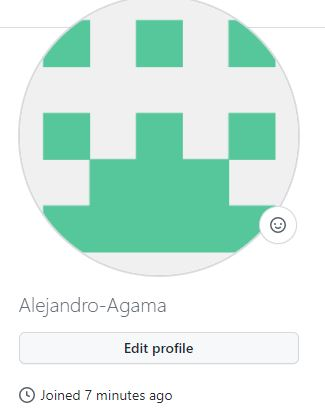 Alejandro-Agama
Edit profile
Joined 7 minutes ago